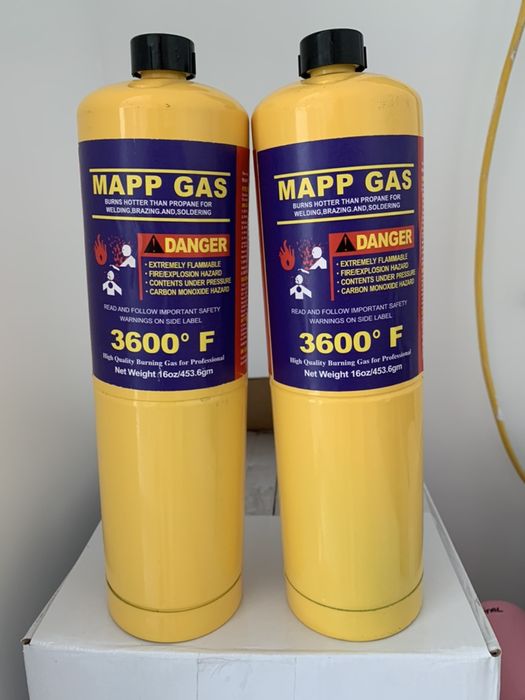 MAPP GAS
BURNS HOTTER THAN PROPANE FOR
WELDING,BRAZING.AND,SOLDERING
DANGER
• EXTREMELY FLAMMABLE
• FIRE/EXPLOSION HAZARD
• CONTENTS UNDER PRESSURE
• CARBON MONOXIDE HAZARD
READ AND FOLLOW IMPORTANT SAFETY
WARNINGS ON SIDE LABEL
3600° F
High Quality Burning Gas for Professional
Net Weight 16oz/453.6gm
MAPP GAS
BURNS HOTTER THAN PROPANE FOR
WELDING,BRAZING.AND,SOLDERING
DANGER
• EXTREMELY FLAMMABLE
• FIRE/EXPLOSION HAZARD
• CONTENTS UNDER PRESSURE
• CARBON MONOXIDE HAZARD
READ AND FOLLOW IMPORTANT SAFETY
WARNINGS ON SIDE LABEL
3600° F
High Quality Burning Gas for Professional
Net Weight 16oz/453.6gm